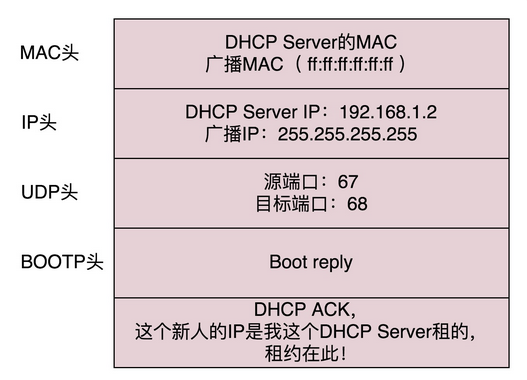 MAC头
DHCP Server的MAC
广播MAC（ff:ff:ff:ff:ff:ff）
IP头
DHCP Server IP：192.168.1.2
广播IP：255.255.255.255
UDP头
源端口：67
目标端口：68
BOOTP头
Boot reply
DHCP ACK，
这个新人的IP是我这个DHCP Server租的，
租约在此！